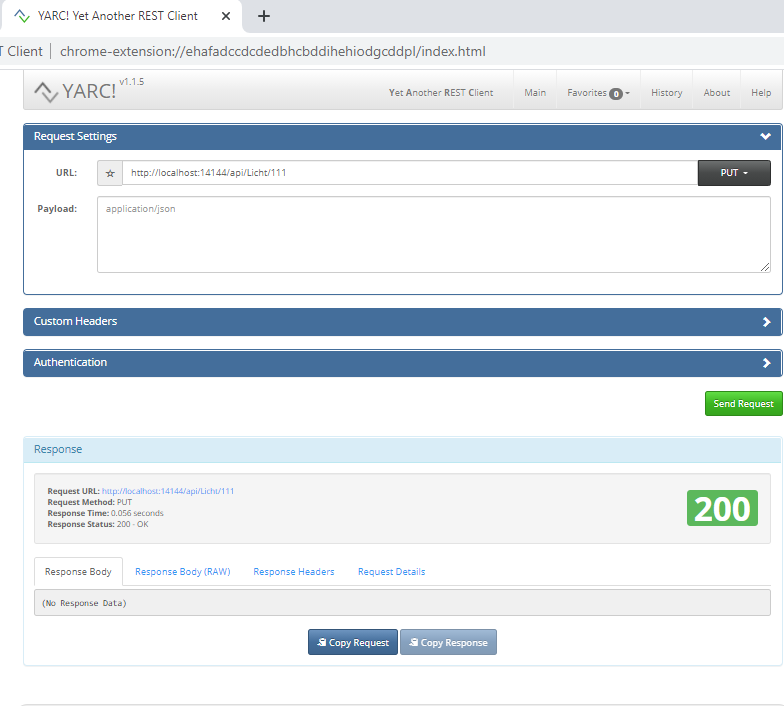 YARC! Yet Another REST Client
T Client | chrome-extension://ehafadccdcdedbhcbddihehiodgcddpl/index.html
YARC! v1.1.5 Yet Another REST Client Main Favorites 0 History About Help
Request Settings
URL: http://localhost:14144/api/Licht/111 PUT
Payload: application/json
Custom Headers
Authentication
Send Request
Response
Request URL: http://localhost:14144/api/Licht/111
Request Method: PUT
Response Time: 0.056 seconds
Response Status: 200 - OK
200
Response Body Response Body (RAW) Response Headers Request Details
(No Response Data)
Copy Request Copy Response